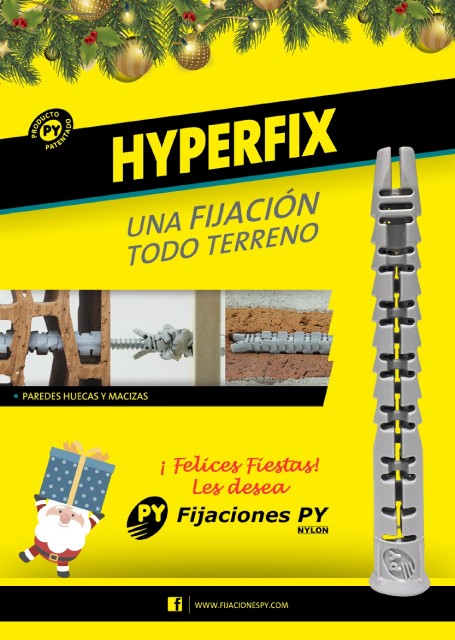 PRODUCTO
PY
PATENTADO
HYPERFIX
UNA FIJACIÓN
TODO TERRENO
• PAREDES HUECAS Y MACIZAS
¡ Felices Fiestas!
Les desea
PY Fijaciones PY
NYLON
PY
f | WWW.FIJACIONESPY.COM